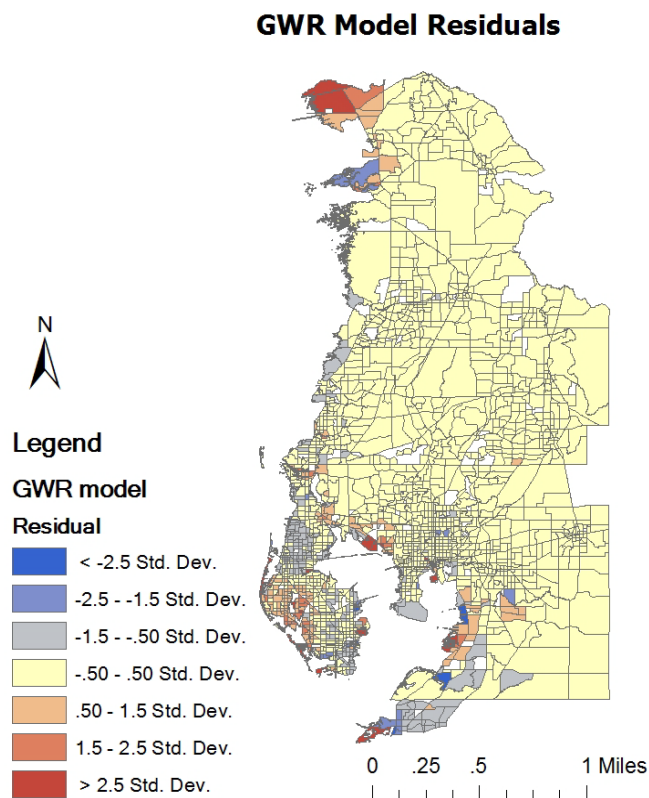 GWR Model Residuals
N
Legend
GWR model
Residual
< -2.5 Std. Dev.
-2.5 - -1.5 Std. Dev.
-1.5 - -.50 Std. Dev.
-.50 - .50 Std. Dev.
.50 - 1.5 Std. Dev.
1.5 - 2.5 Std. Dev.
> 2.5 Std. Dev.
0 .25 .5 1 Miles